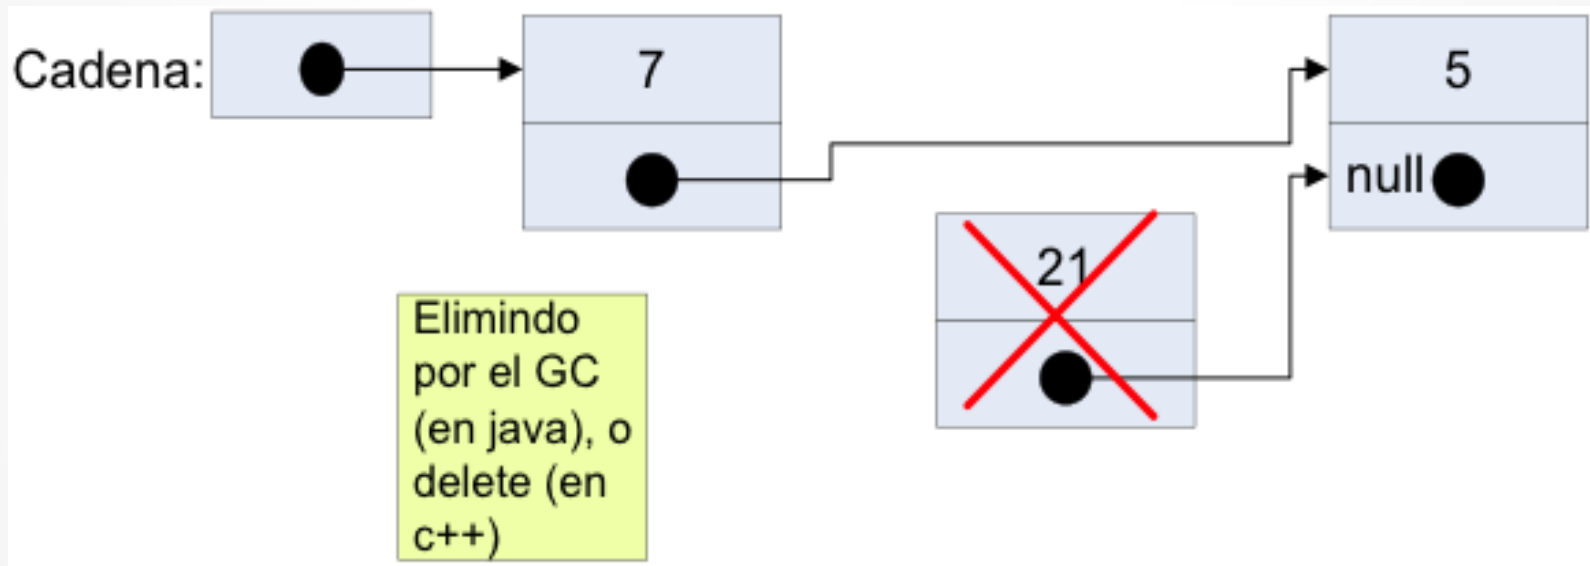 Cadena:
7
5
null
21
Elimindo
por el GC
(en java), o
delete (en
c++)